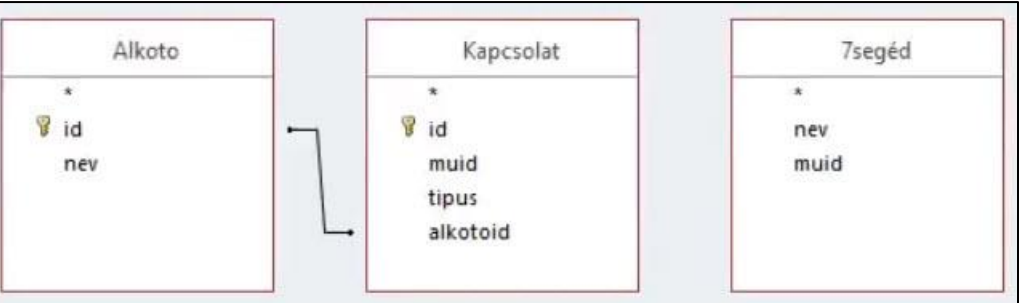 Alkoto
*
id
nev
Kapcsolat
*
id
muid
tipus
alkotoid
7segéd
*
nev
muid